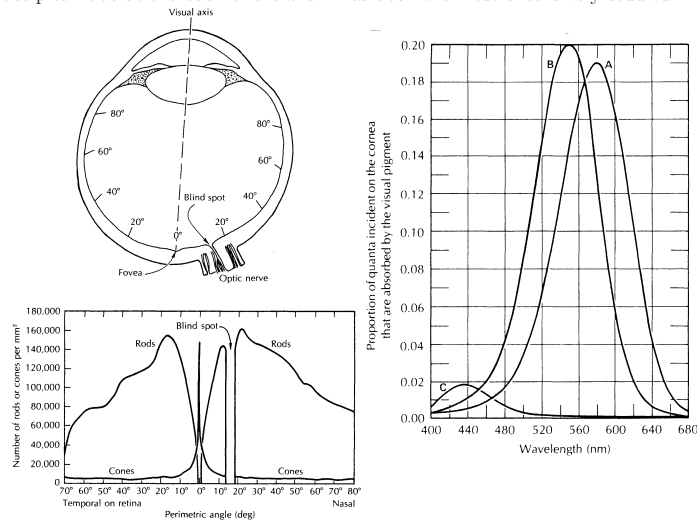 Visual axis
80°
80°
60°
60°
40°
40°
Blind spot
20°
0°
20°
Fovea
Optic nerve
Number of rods or cones per mm²
180,000
160,000
140,000
120,000
100,000
80,000
60,000
40,000
20,000
0
Rods
Blind spot
Rods
Cones
Cones
70° 60° 50° 40° 30° 20° 10° 0° 10° 20° 30° 40° 50° 60° 70° 80°
Temporal on retina
Nasal
Perimetric angle (deg)
Proportion of quanta incident on the cornea
that are absorbed by the visual pigment
0.20
0.18
0.16
0.14
0.12
0.10
0.08
0.06
0.04
0.02
0.00
B
A
C
400 440 480 520 560 600 640 680
Wavelength (nm)